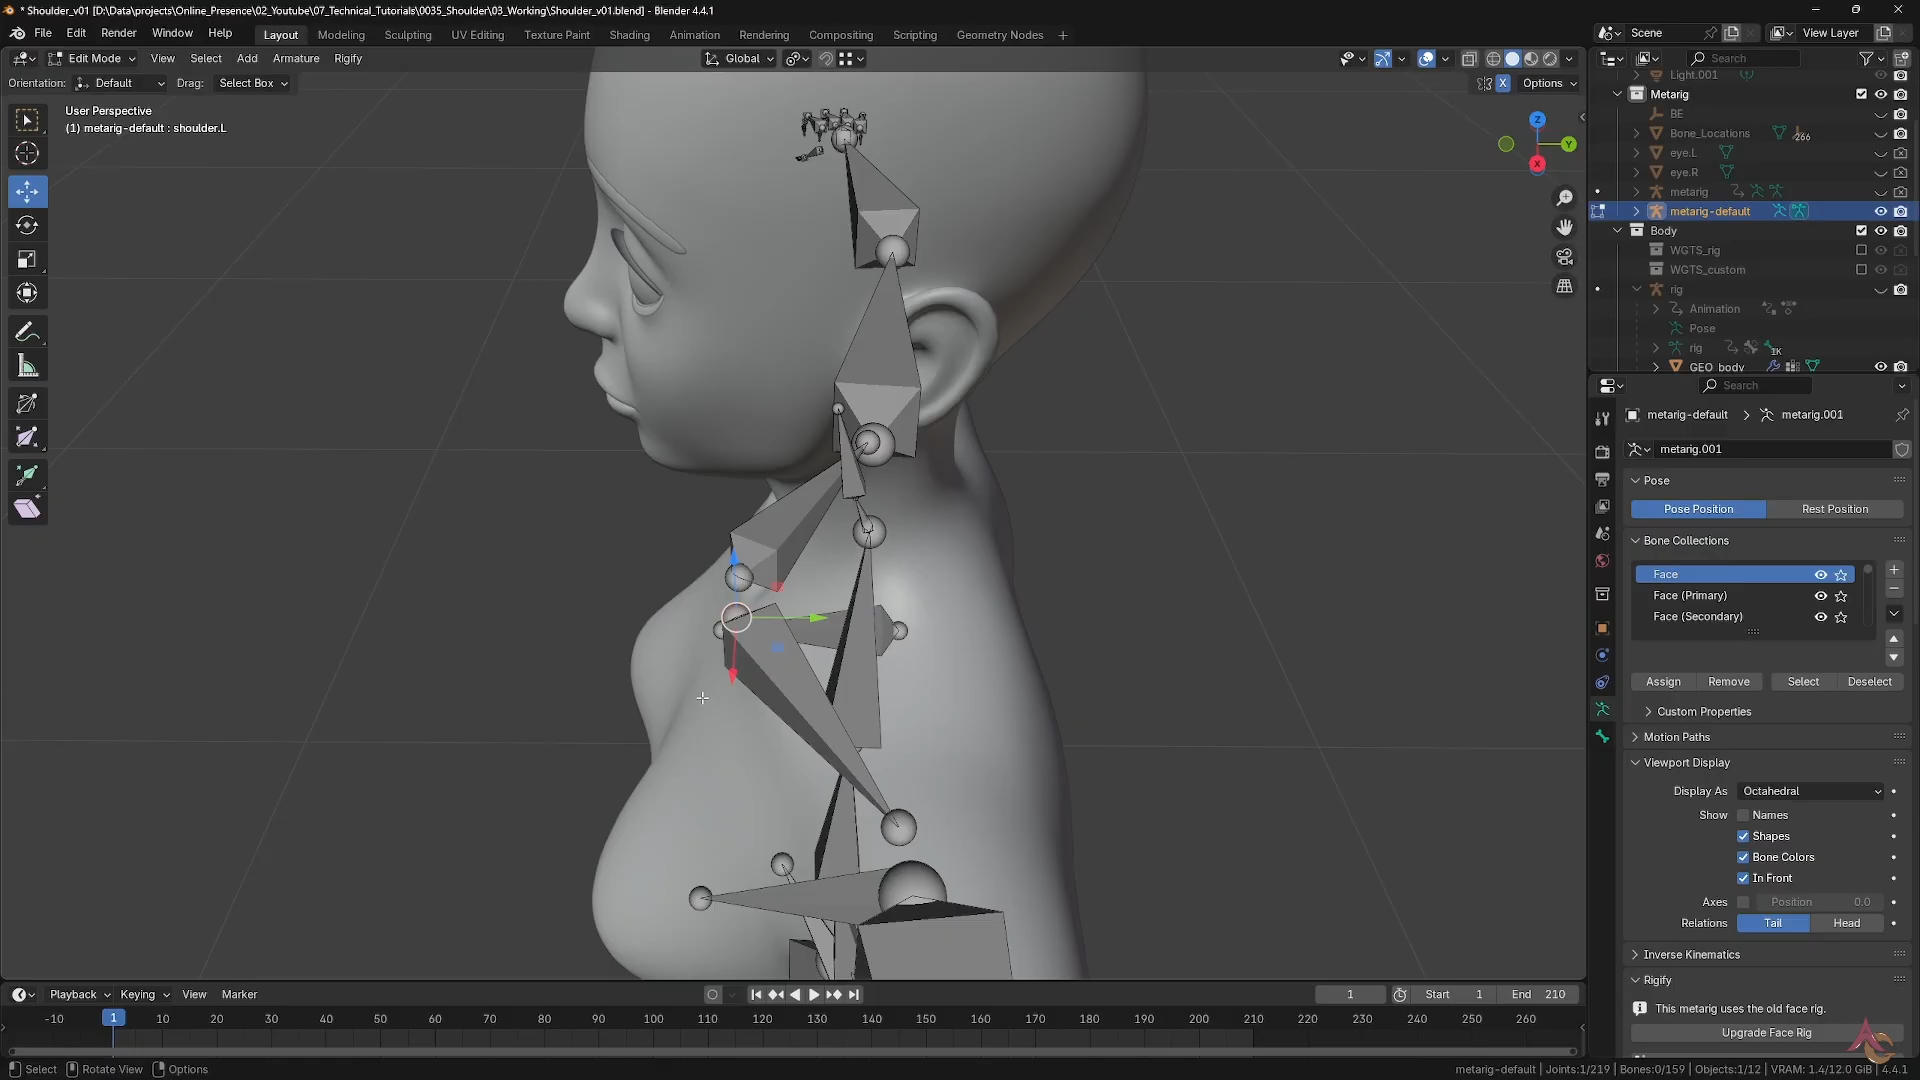 * Shoulder_v01 [D:\Data\projects\Online_Presence\02_Youtube\07_Technical_Tutorials\0035_Shoulder\03_Working\Shoulder_v01.blend] - Blender 4.4.1
File Edit Render Window Help Layout Modeling Sculpting UV Editing Texture Paint Shading Animation Rendering Compositing Scripting Geometry Nodes + Scene View Layer
Edit Mode View Select Add Armature Rigify Global Search
Orientation: Default Drag: Select Box X Options
User Perspective
(1) metarig-default : shoulder.L
Z
Y
X
Light.001
Metarig
BE
Bone_Locations 266
eye.L
eye.R
metarig
metarig-default
Body
WGTS_rig
WGTS_custom
rig
Animation
Pose
rig 1K
GEO_body
Search
metarig-default > metarig.001
metarig.001
Pose
Pose Position Rest Position
Bone Collections
Face
Face (Primary)
Face (Secondary)
Assign Remove Select Deselect
Custom Properties
Motion Paths
Viewport Display
Display As Octahedral
Show Names
Shapes
Bone Colors
In Front
Axes Position 0.0
Relations Tail Head
Inverse Kinematics
Rigify
This metarig uses the old face rig.
Upgrade Face Rig
Playback Keying View Marker 1 Start 1 End 210
-10 1 10 20 30 40 50 60 70 80 90 100 110 120 130 140 150 160 170 180 190 200 210 220 230 240 250 260
Select Rotate View Options metarig-default | Joints:1/219 | Bones:0/159 | Objects:1/12 | VRAM: 1.4/12.0 GiB | 4.4.1